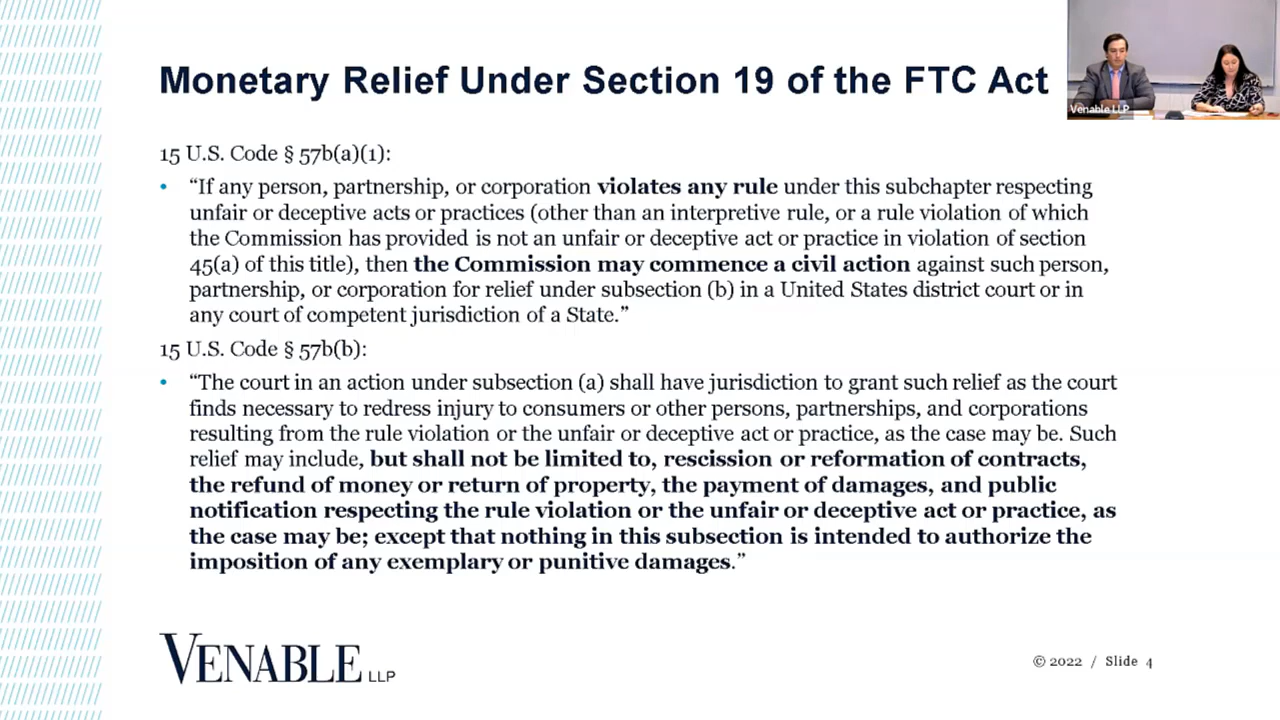 Monetary Relief Under Section 19 of the FTC Act
Venable LLP
15 U.S. Code § 57b(a)(1):
• “If any person, partnership, or corporation violates any rule under this subchapter respecting
unfair or deceptive acts or practices (other than an interpretive rule, or a rule violation of which
the Commission has provided is not an unfair or deceptive act or practice in violation of section
45(a) of this title), then the Commission may commence a civil action against such person,
partnership, or corporation for relief under subsection (b) in a United States district court or in
any court of competent jurisdiction of a State.”
15 U.S. Code § 57b(b):
• “The court in an action under subsection (a) shall have jurisdiction to grant such relief as the court
finds necessary to redress injury to consumers or other persons, partnerships, and corporations
resulting from the rule violation or the unfair or deceptive act or practice, as the case may be. Such
relief may include, but shall not be limited to, rescission or reformation of contracts,
the refund of money or return of property, the payment of damages, and public
notification respecting the rule violation or the unfair or deceptive act or practice, as
the case may be; except that nothing in this subsection is intended to authorize the
imposition of any exemplary or punitive damages.”
VENABLE LLP
© 2022 / Slide 4